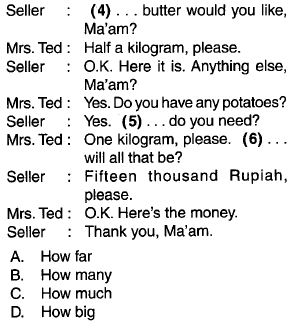 Seller : (4) . . . butter would you like,
Ma'am?
Mrs. Ted : Half a kilogram, please.
Seller : O.K. Here it is. Anything else,
Ma'am?
Mrs. Ted : Yes. Do you have any potatoes?
Seller : Yes. (5) . . . do you need?
Mrs. Ted : One kilogram, please. (6) . . .
will all that be?
Seller : Fifteen thousand Rupiah,
please.
Mrs. Ted : O.K. Here's the money.
Seller : Thank you, Ma'am.
A. How far
B. How many
C. How much
D. How big